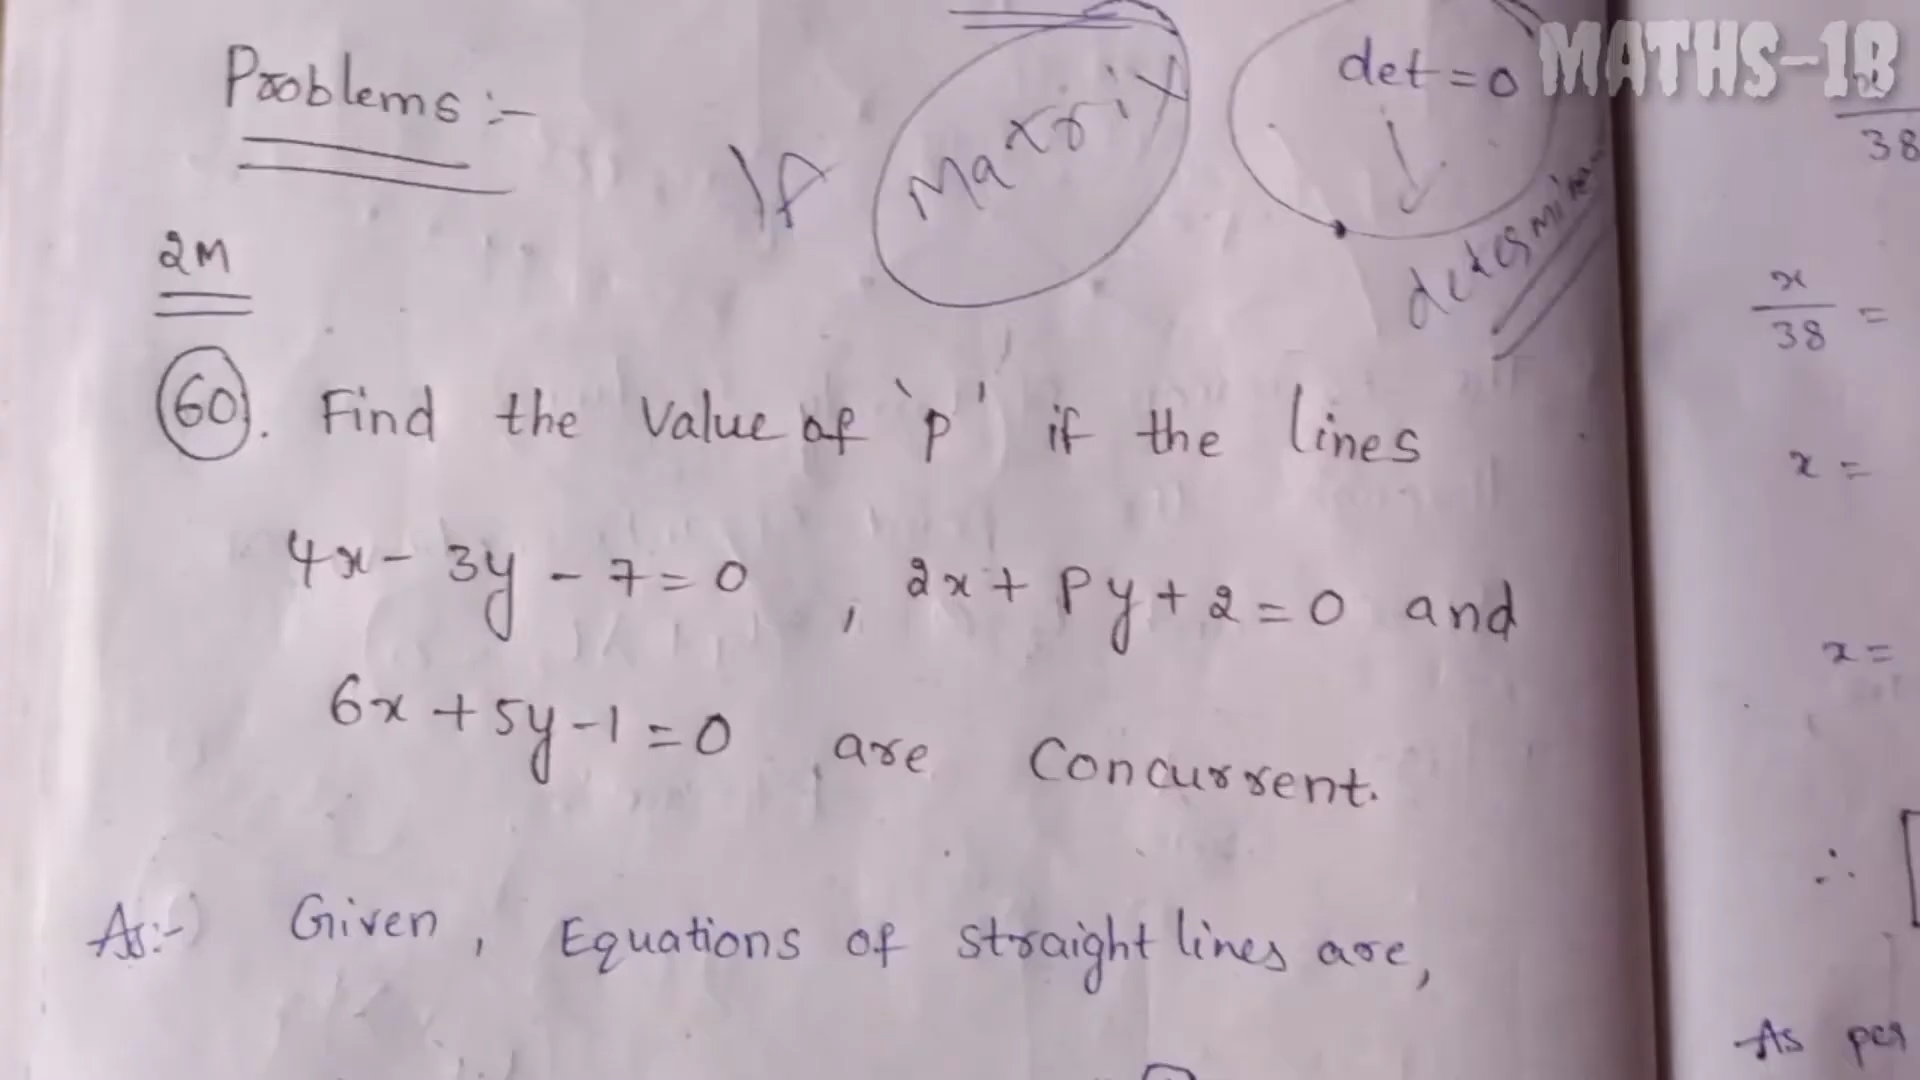 Problems :-
If Matrix det = 0
MATHS-1B
2M
60. Find the value of 'p' if the lines
4x - 3y - 7 = 0 , 2x + Py + 2 = 0 and
6x + 5y - 1 = 0 are Concurrent.
As:- Given, Equations of straight lines are,
38
x/38 =
x =
x =
∴
As per